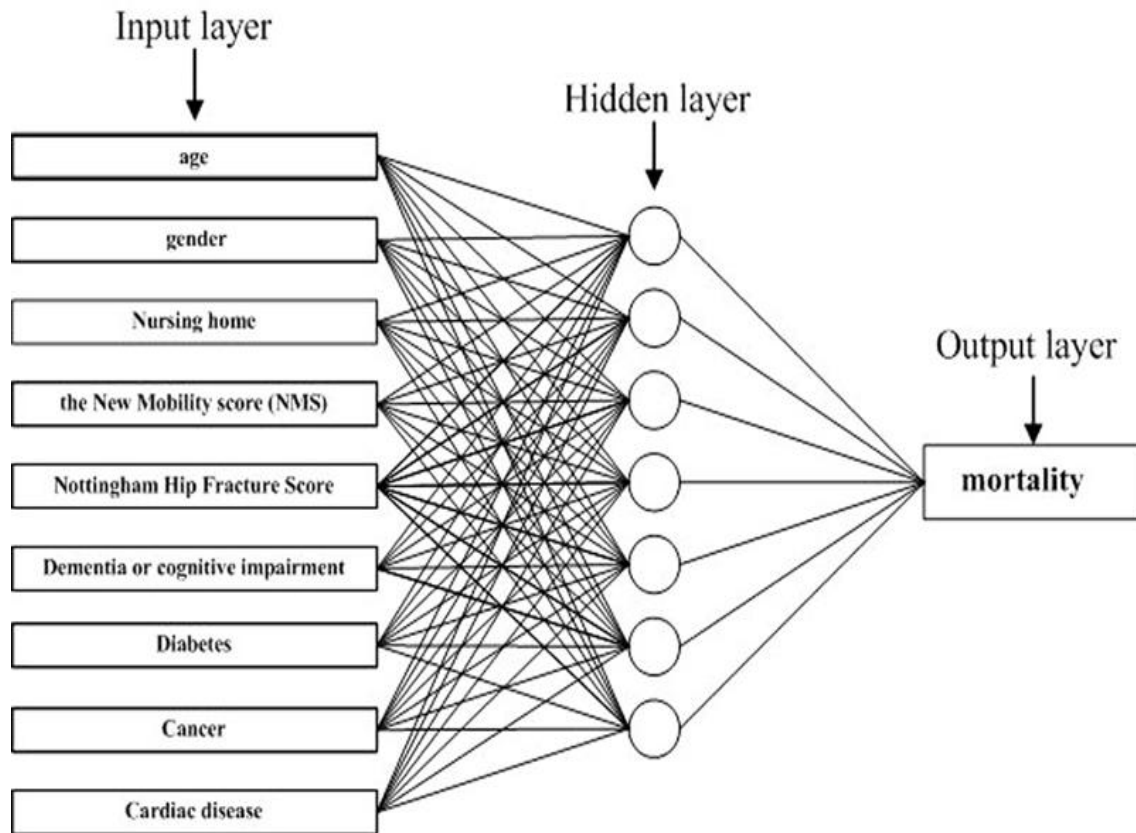 Input layer
Hidden layer
age
gender
Nursing home
the New Mobility score (NMS)
Nottingham Hip Fracture Score
Dementia or cognitive impairment
Diabetes
Cancer
Cardiac disease
Output layer
mortality